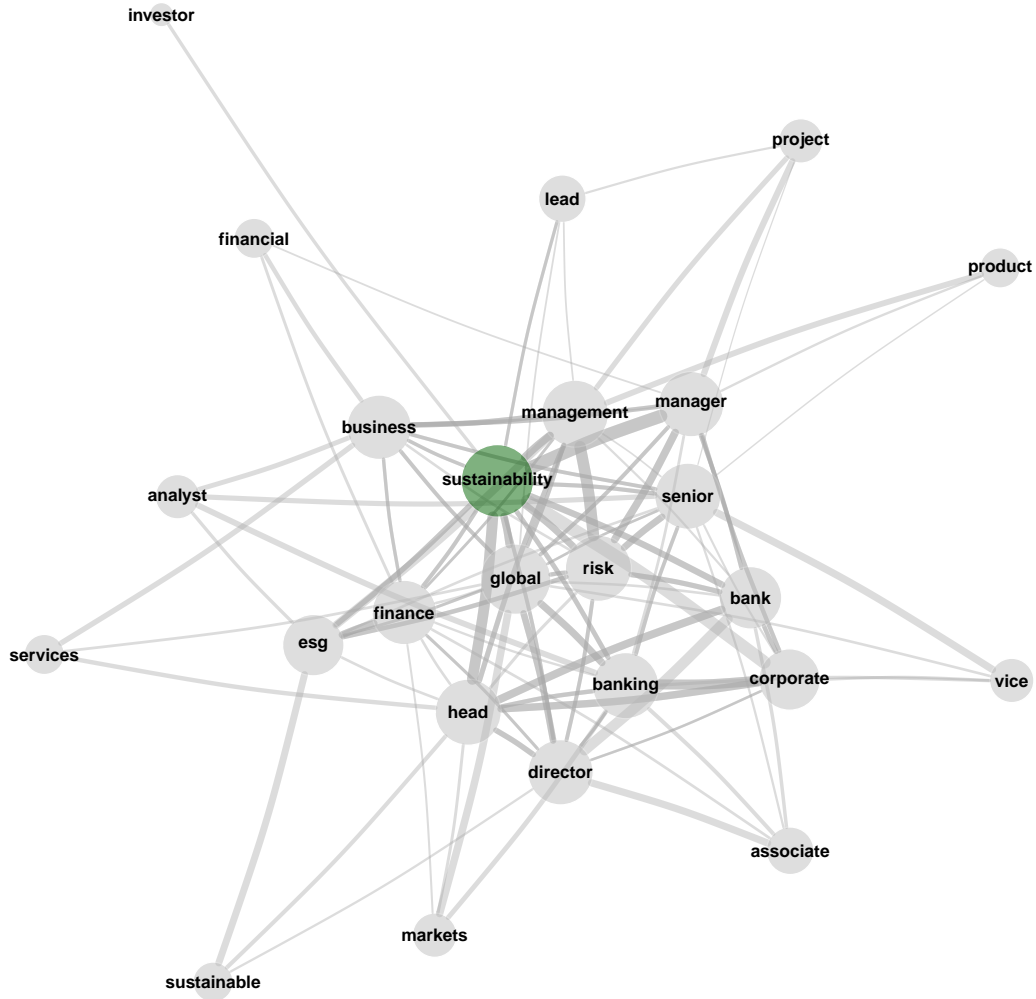 investor
project
lead
financial
product
management
manager
business
sustainability
analyst
senior
risk
global
bank
finance
esg
services
corporate
banking
vice
head
director
associate
markets
sustainable